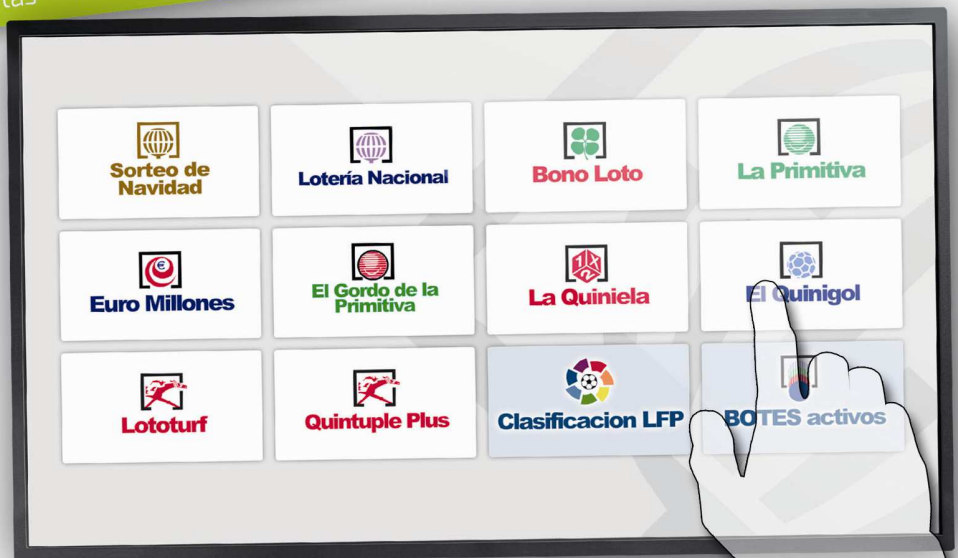 Sorteo de
Navidad
Lotería Nacional
Bono Loto
La Primitiva
Euro Millones
El Gordo de la
Primitiva
La Quiniela
El Quinigol
Lototurf
Quintuple Plus
Clasificacion LFP
BOTES activos